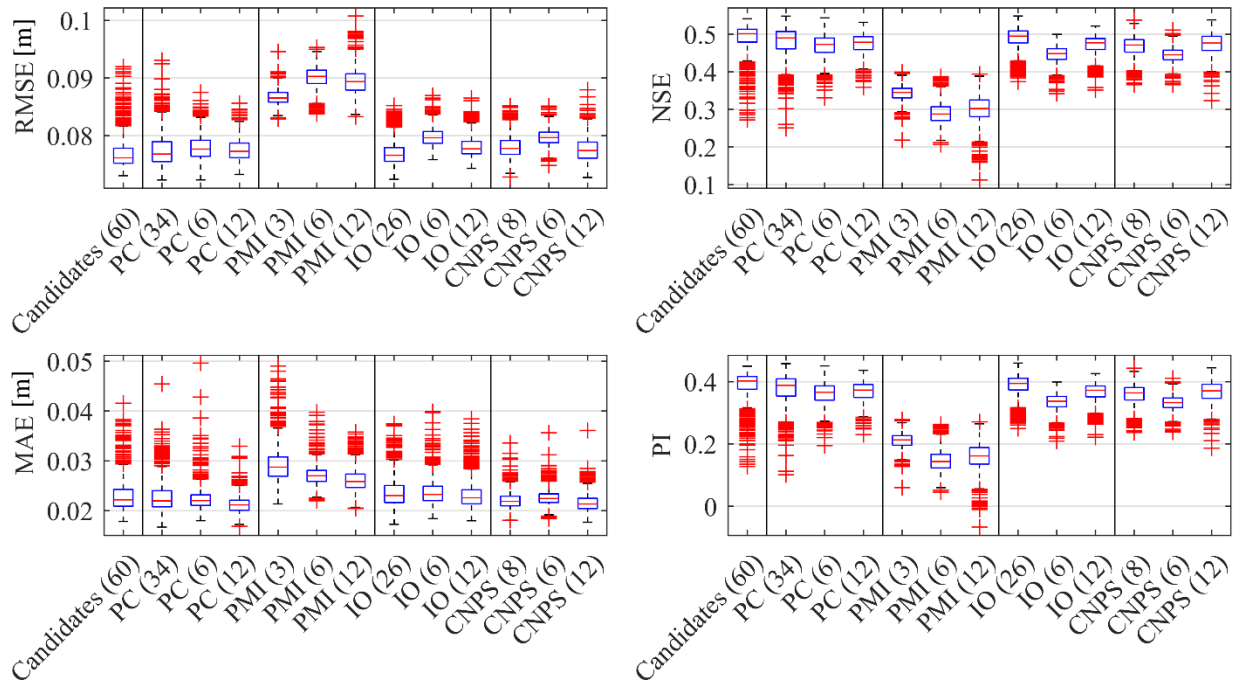 RMSE [m]
0.1
0.09
0.08
Candidates (60)
PC (34)
PC (6)
PC (12)
PMI (3)
PMI (6)
PMI (12)
IO (26)
IO (6)
IO (12)
CNPS (8)
CNPS (6)
CNPS (12)
NSE
0.5
0.4
0.3
0.2
0.1
Candidates (60)
PC (34)
PC (6)
PC (12)
PMI (3)
PMI (6)
PMI (12)
IO (26)
IO (6)
IO (12)
CNPS (8)
CNPS (6)
CNPS (12)
MAE [m]
0.05
0.04
0.03
0.02
Candidates (60)
PC (34)
PC (6)
PC (12)
PMI (3)
PMI (6)
PMI (12)
IO (26)
IO (6)
IO (12)
CNPS (8)
CNPS (6)
CNPS (12)
PI
0.4
0.2
0
Candidates (60)
PC (34)
PC (6)
PC (12)
PMI (3)
PMI (6)
PMI (12)
IO (26)
IO (6)
IO (12)
CNPS (8)
CNPS (6)
CNPS (12)